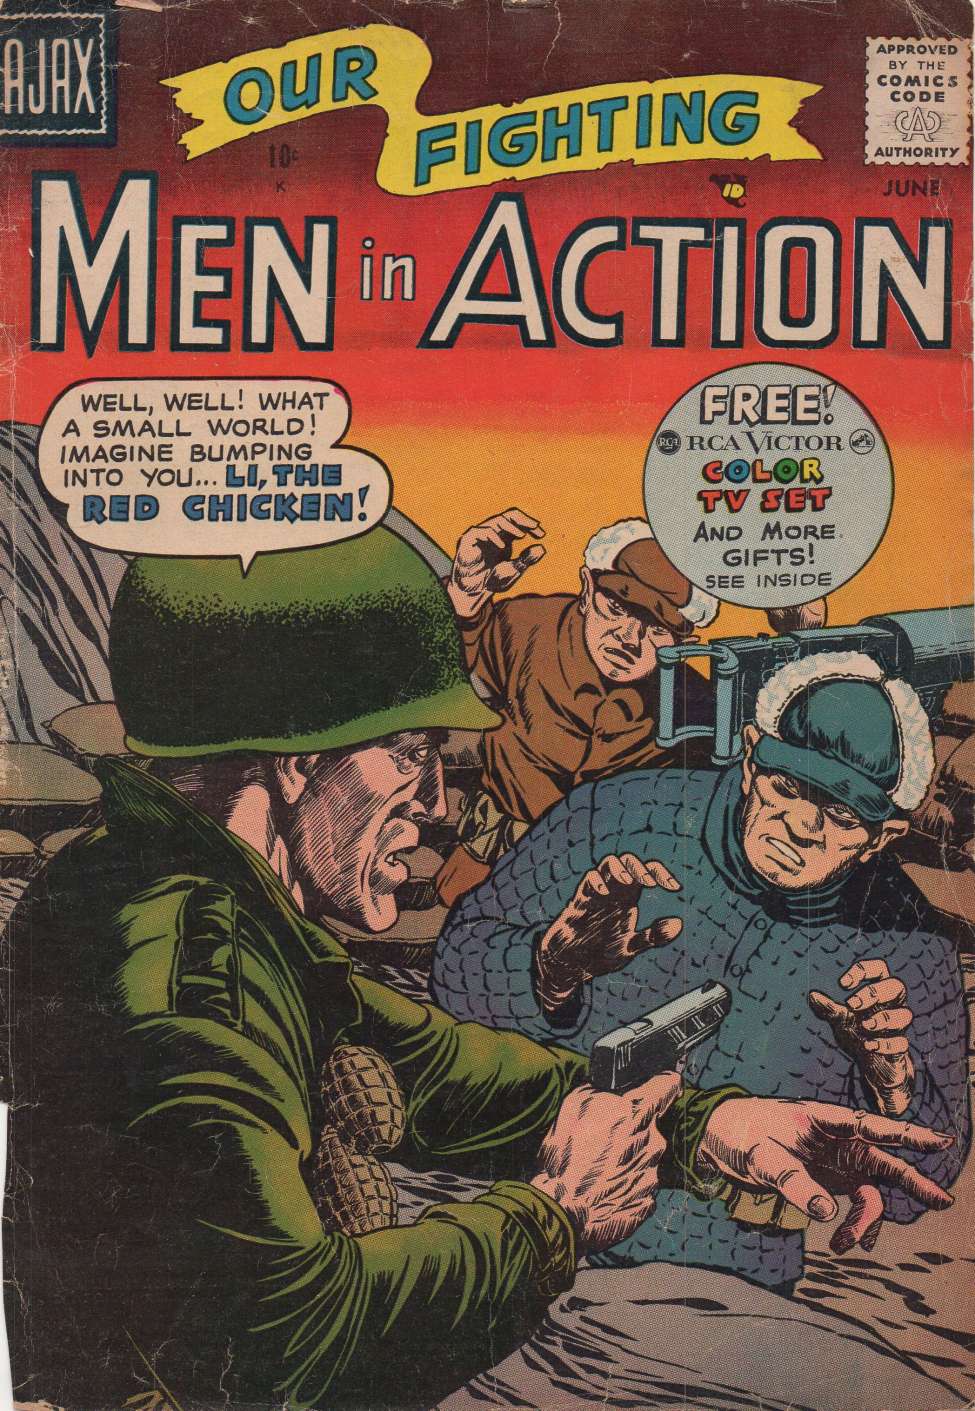 AJAX
OUR
FIGHTING
10¢
K
APPROVED
BY THE
COMICS
CODE
CA
AUTHORITY
JUNE
MEN in ACTION
WELL, WELL! WHAT
A SMALL WORLD!
IMAGINE BUMPING
INTO YOU... LI, THE
RED CHICKEN!
FREE!
RCA RCA VICTOR
COLOR
TV SET
AND MORE
GIFTS!
SEE INSIDE